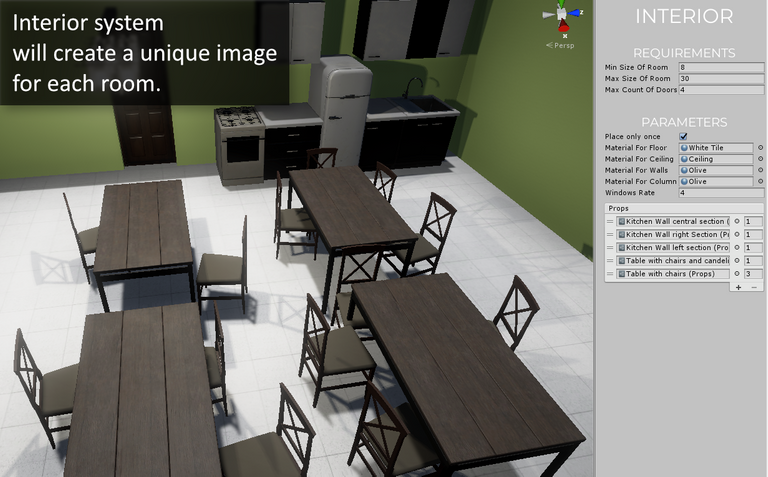 Interior system
will create a unique image
for each room.
z
x
Persp
INTERIOR
REQUIREMENTS
Min Size Of Room 8
Max Size Of Room 30
Max Count Of Doors 4
PARAMETERS
Place only once
Material For Floor White Tile
Material For Ceiling Ceiling
Material For Walls Olive
Material For Column Olive
Windows Rate 4
Props
Kitchen Wall central section ( 1
Kitchen Wall right Section (Pi 1
Kitchen Wall left section (Pro 1
Table with chairs and candel 1
Table with chairs (Props) 3